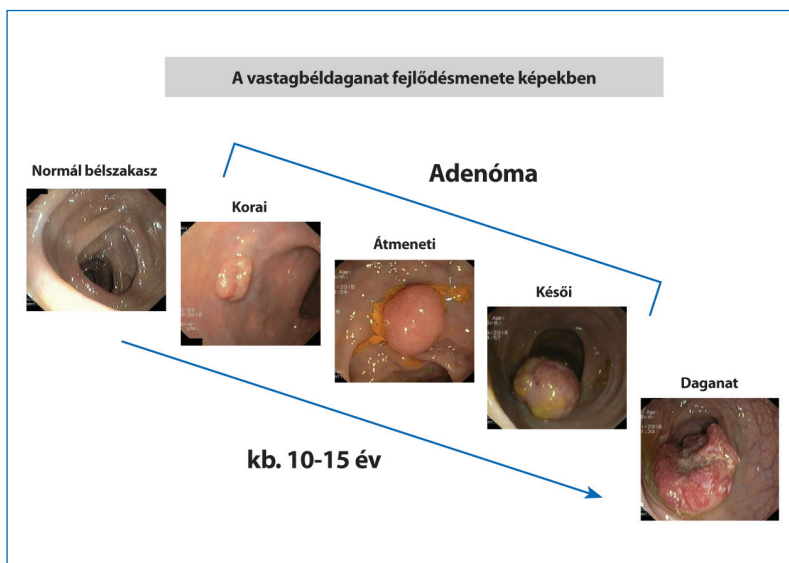 A vastagbéldaganat fejlődésmenete képekben
Adenóma
Normál bélszakasz
Korai
Átmeneti
Késői
Daganat
kb. 10-15 év